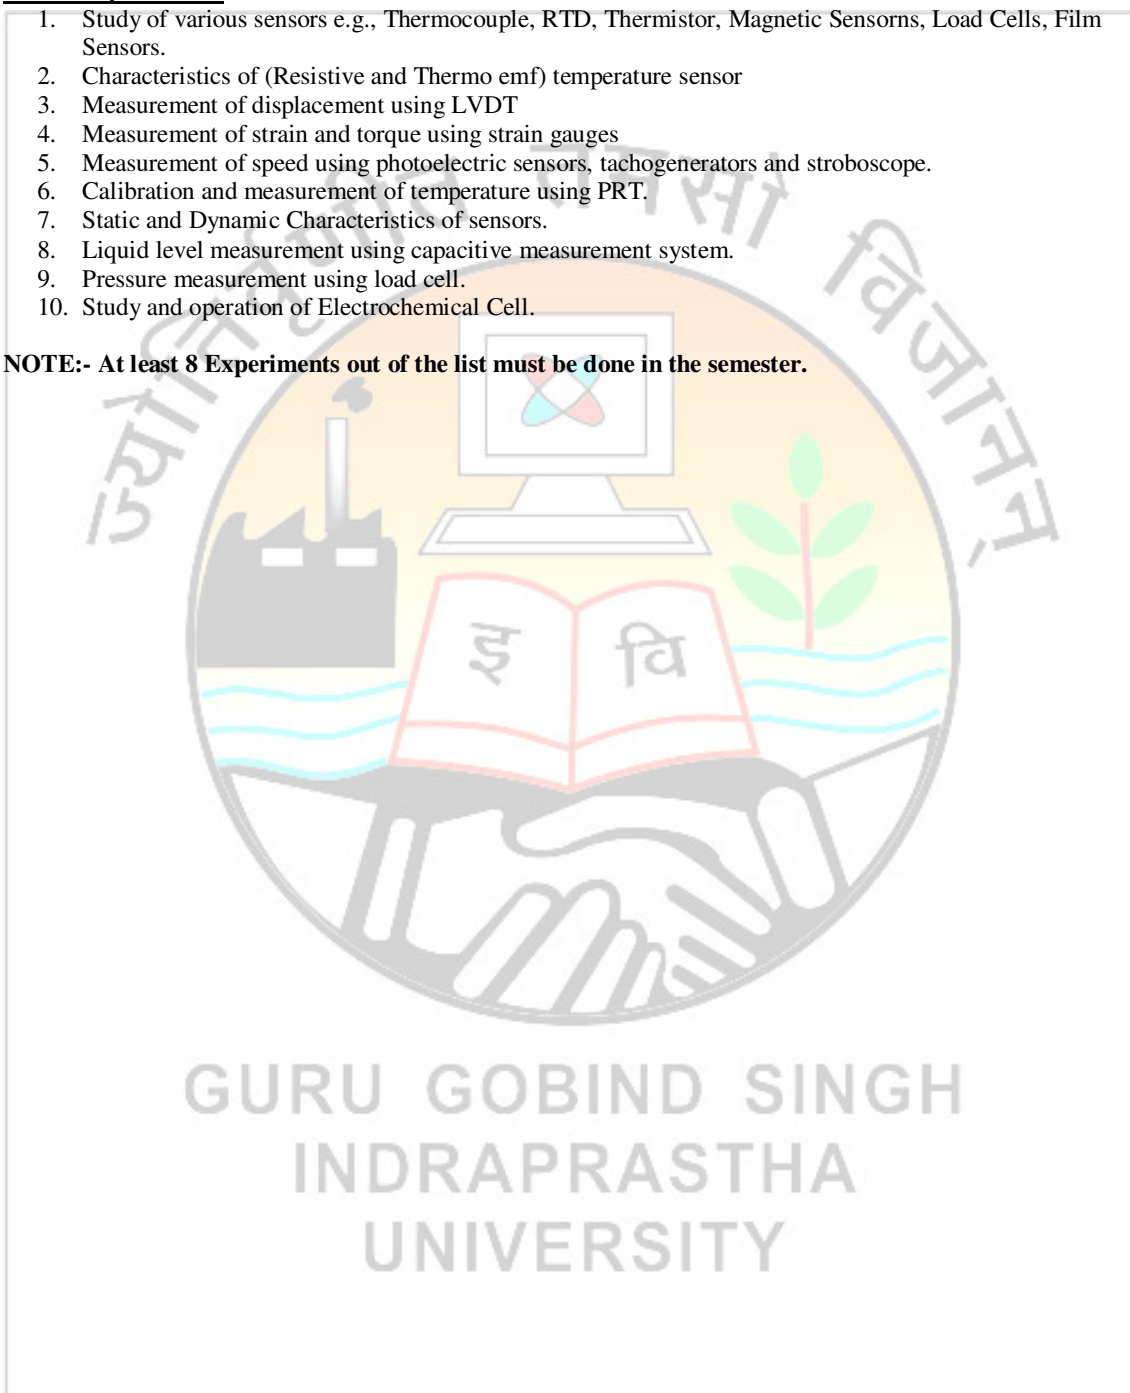 1. Study of various sensors e.g., Thermocouple, RTD, Thermistor, Magnetic Sensorns, Load Cells, Film
Sensors.
2. Characteristics of (Resistive and Thermo emf) temperature sensor
3. Measurement of displacement using LVDT
4. Measurement of strain and torque using strain gauges
5. Measurement of speed using photoelectric sensors, tachogenerators and stroboscope.
6. Calibration and measurement of temperature using PRT.
7. Static and Dynamic Characteristics of sensors.
8. Liquid level measurement using capacitive measurement system.
9. Pressure measurement using load cell.
10. Study and operation of Electrochemical Cell.
NOTE:- At least 8 Experiments out of the list must be done in the semester.
ज्योतिर्वृणीत तमसो विजानन्
इ वि
GURU GOBIND SINGH
INDRAPRASTHA
UNIVERSITY